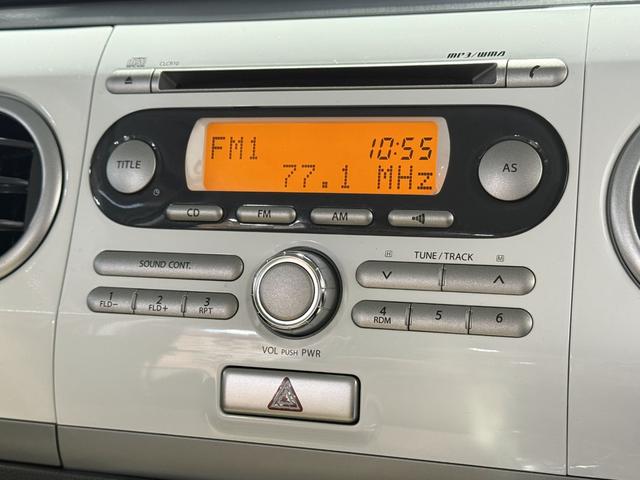 CLCB10
MP3/WMA
TITLE
FM1 10:55
77.1 MHz
AS
CD FM AM
SOUND CONT.
H TUNE / TRACK M
1 FLD− 2 FLD+ 3 RPT
4 RDM 5 6
VOL PUSH PWR